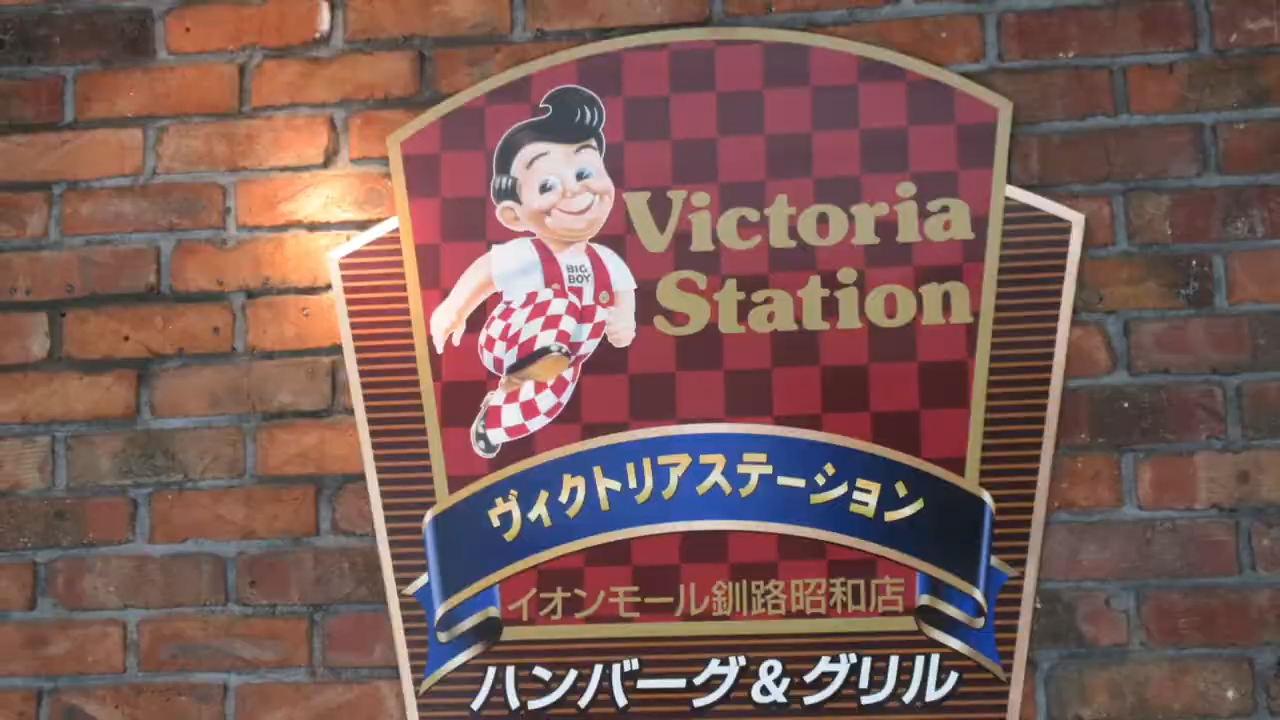 Victoria
Station
BIG
BOY
ヴィクトリアステーション
イオンモール釧路昭和店
ハンバーグ&グリル